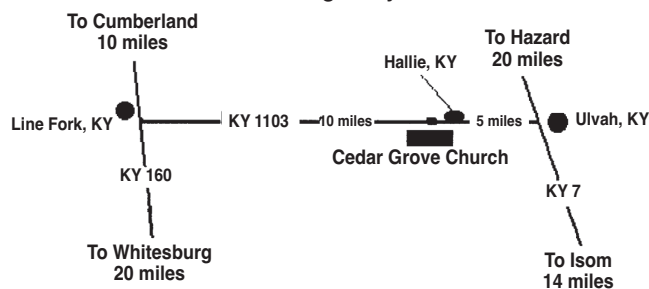 To Cumberland
10 miles
To Hazard
20 miles
Hallie, KY
Line Fork, KY
KY 1103
10 miles
5 miles
Ulvah, KY
Cedar Grove Church
KY 160
KY 7
To Whitesburg
20 miles
To Isom
14 miles